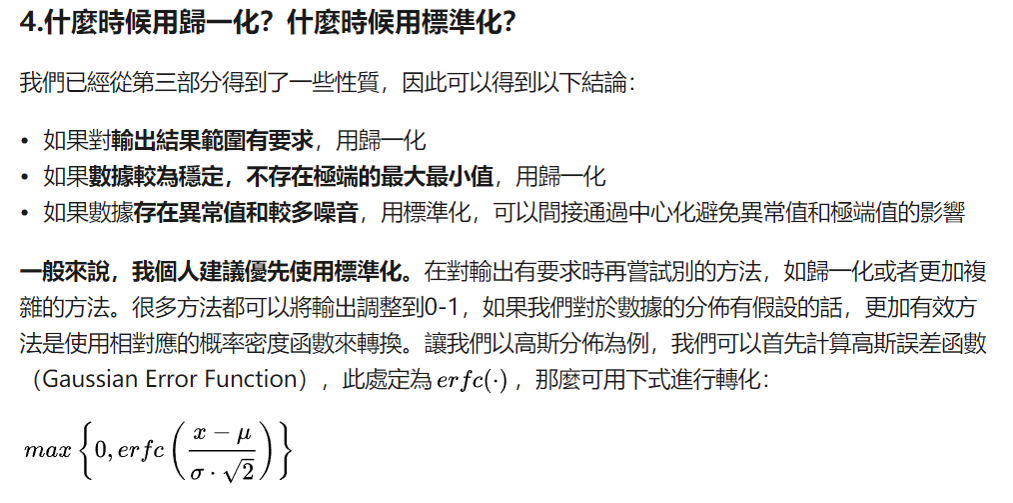 4.什麼時候用歸一化？什麼時候用標準化？
我們已經從第三部分得到了一些性質，因此可以得到以下結論：
• 如果對輸出結果範圍有要求，用歸一化
• 如果數據較為穩定，不存在極端的最大最小值，用歸一化
• 如果數據存在異常值和較多噪音，用標準化，可以間接通過中心化避免異常值和極端值的影響
一般來說，我個人建議優先使用標準化。在對輸出有要求時再嘗試別的方法，如歸一化或者更加複
雜的方法。很多方法都可以將輸出調整到0-1，如果我們對於數據的分佈有假設的話，更加有效方
法是使用相對應的概率密度函數來轉換。讓我們以高斯分佈為例，我們可以首先計算高斯誤差函數
（Gaussian Error Function），此處定為 erfc(·)，那麼可用下式進行轉化：
max{0, erfc((x − μ)/(σ · √2))}